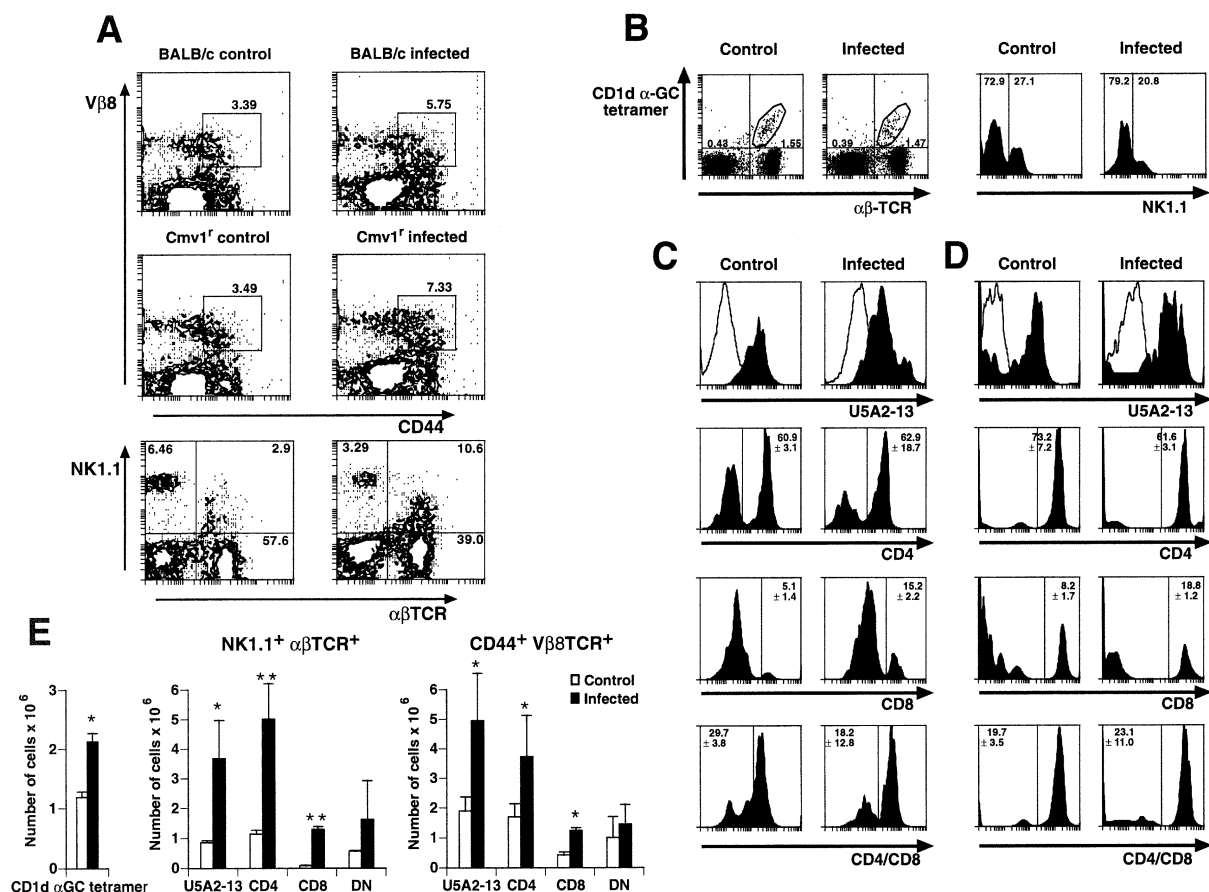 A
BALB/c control
BALB/c infected
Vβ8
3.39
5.75
Cmv1r control
Cmv1r infected
3.49
7.33
CD44
NK1.1
6.46
2.9
57.6
3.29
10.6
39.0
αβTCR
B
Control
Infected
CD1d α-GC
tetramer
0.43
1.55
0.39
1.47
αβ-TCR
Control
Infected
72.9
27.1
79.2
20.8
NK1.1
C
Control
Infected
U5A2-13
60.9
± 3.1
62.9
± 18.7
CD4
5.1
± 1.4
15.2
± 2.2
CD8
29.7
± 3.8
18.2
± 12.8
CD4/CD8
D
Control
Infected
U5A2-13
73.2
± 7.2
61.6
± 3.1
CD4
8.2
± 1.7
18.8
± 1.2
CD8
19.7
± 3.5
23.1
± 11.0
CD4/CD8
E
Number of cells x 10^6
3
2
1
0
*
CD1d αGC tetramer
NK1.1+ αβTCR+
Number of cells x 10^6
6
5
4
3
2
1
0
*
**
**
U5A2-13
CD4
CD8
DN
CD44+ Vβ8TCR+
Control
Infected
Number of cells x 10^6
6
5
4
3
2
1
0
*
*
*
U5A2-13
CD4
CD8
DN